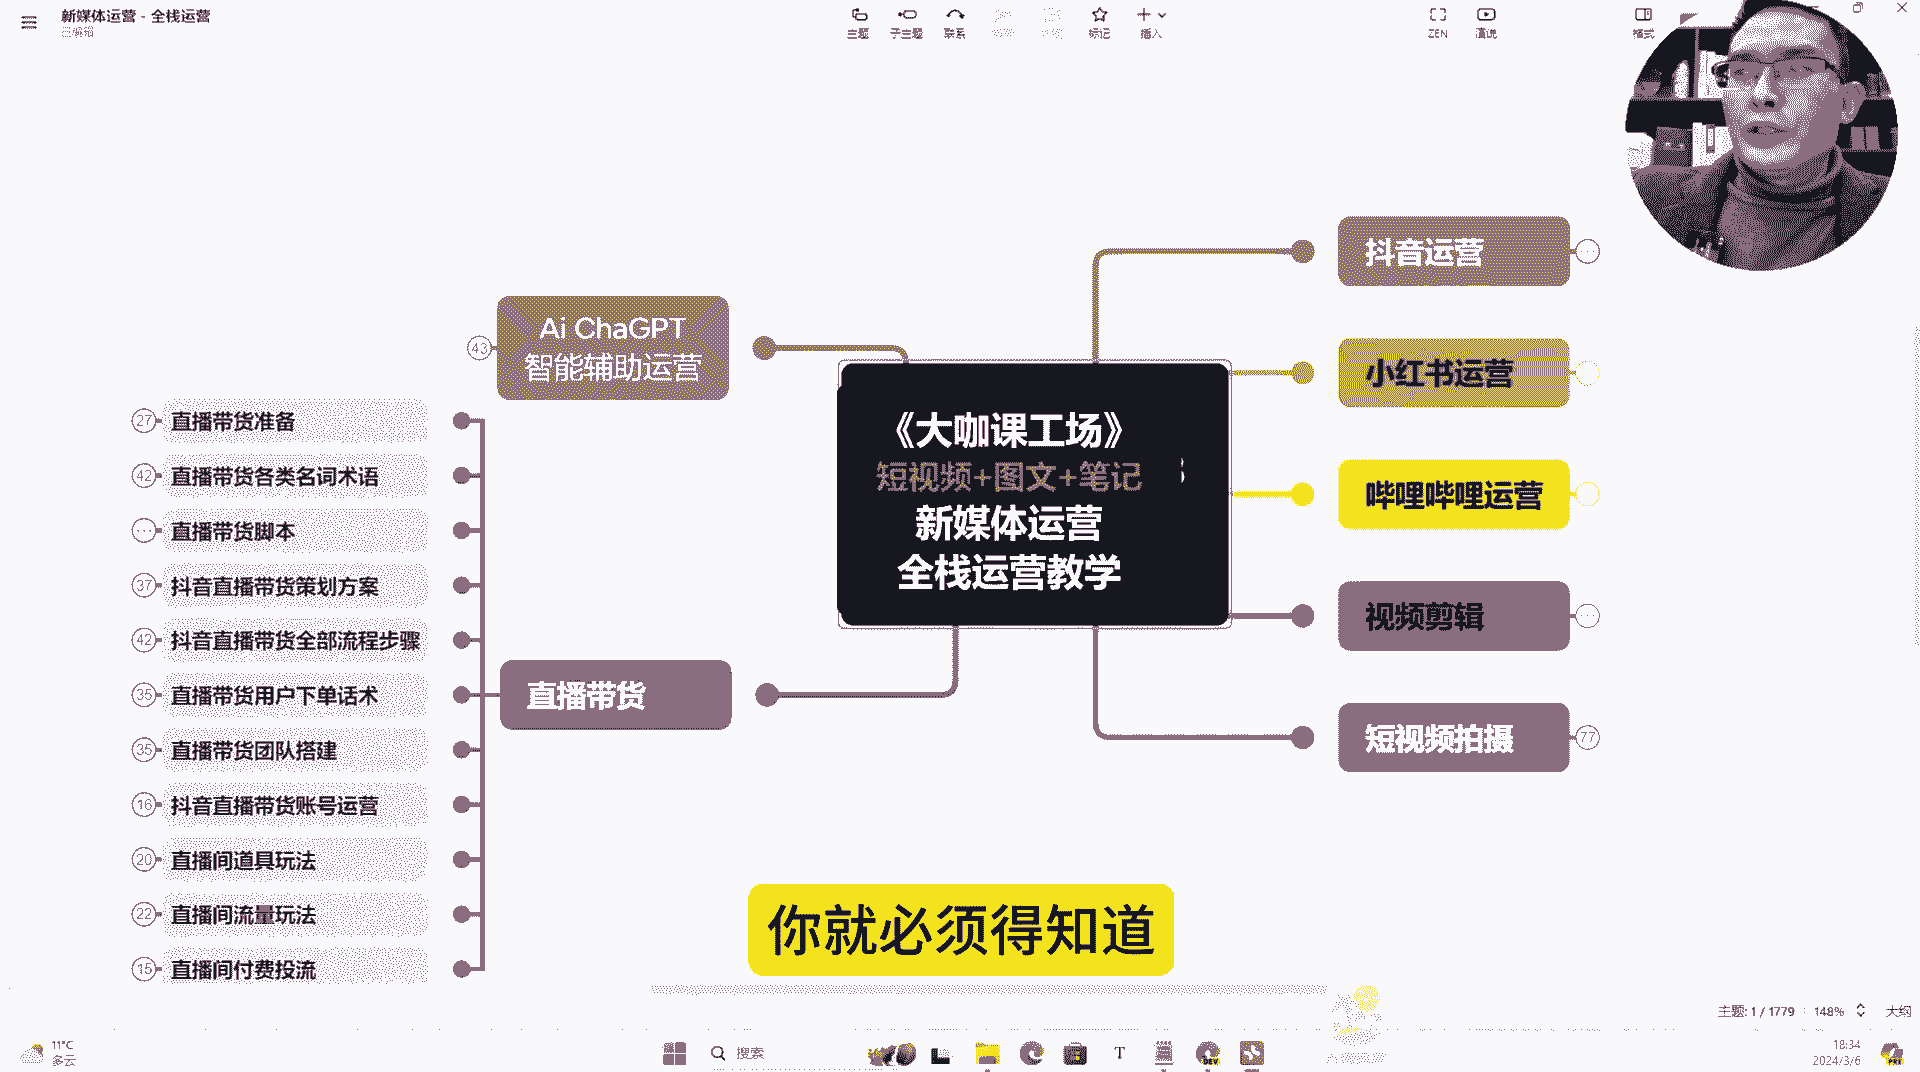 新媒体运营 - 全栈运营
已编辑
主题
子主题
联系
标记
插入
ZEN
演说
格式
抖音运营
Ai ChaGPT
智能辅助运营
43
小红书运营
《大咖课工场》
短视频+图文+笔记
新媒体运营
全栈运营教学
哔哩哔哩运营
视频剪辑
短视频拍摄
77
直播带货
27
直播带货准备
42
直播带货各类名词术语
直播带货脚本
37
抖音直播带货策划方案
42
抖音直播带货全部流程步骤
35
直播带货用户下单话术
35
直播带货团队搭建
16
抖音直播带货账号运营
20
直播间道具玩法
22
直播间流量玩法
15
直播间付费投流
你就必须得知道
主题: 1 / 1779
148%
大纲
11°C
多云
搜索
T
DEV
18:34
2024/3/6
PRE